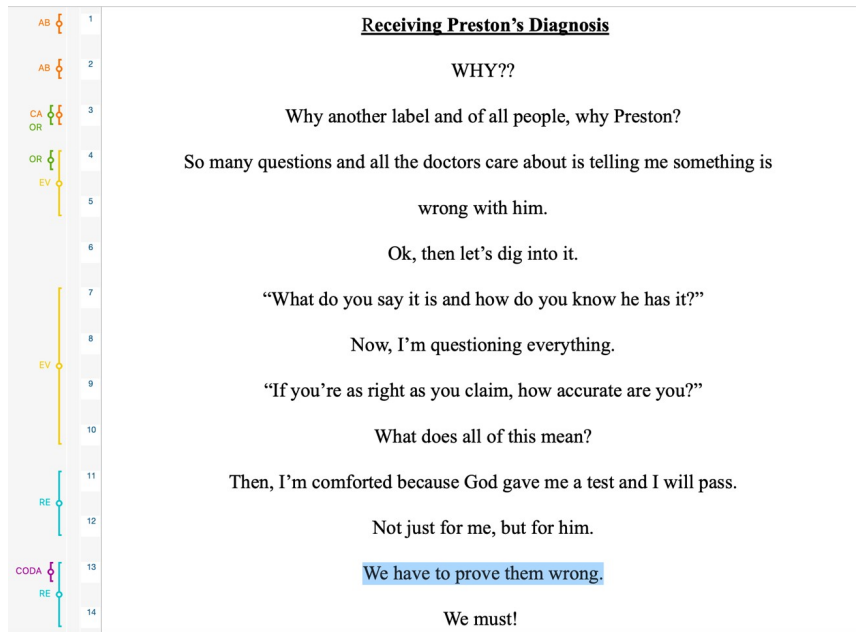 AB 1 Receiving Preston’s Diagnosis
AB 2 WHY??
CA 3 Why another label and of all people, why Preston?
OR
OR 4 So many questions and all the doctors care about is telling me something is
EV
5 wrong with him.
6 Ok, then let’s dig into it.
7 “What do you say it is and how do you know he has it?”
8 Now, I’m questioning everything.
EV
9 “If you’re as right as you claim, how accurate are you?”
10 What does all of this mean?
11 Then, I’m comforted because God gave me a test and I will pass.
RE
12 Not just for me, but for him.
CODA 13 We have to prove them wrong.
RE
14 We must!